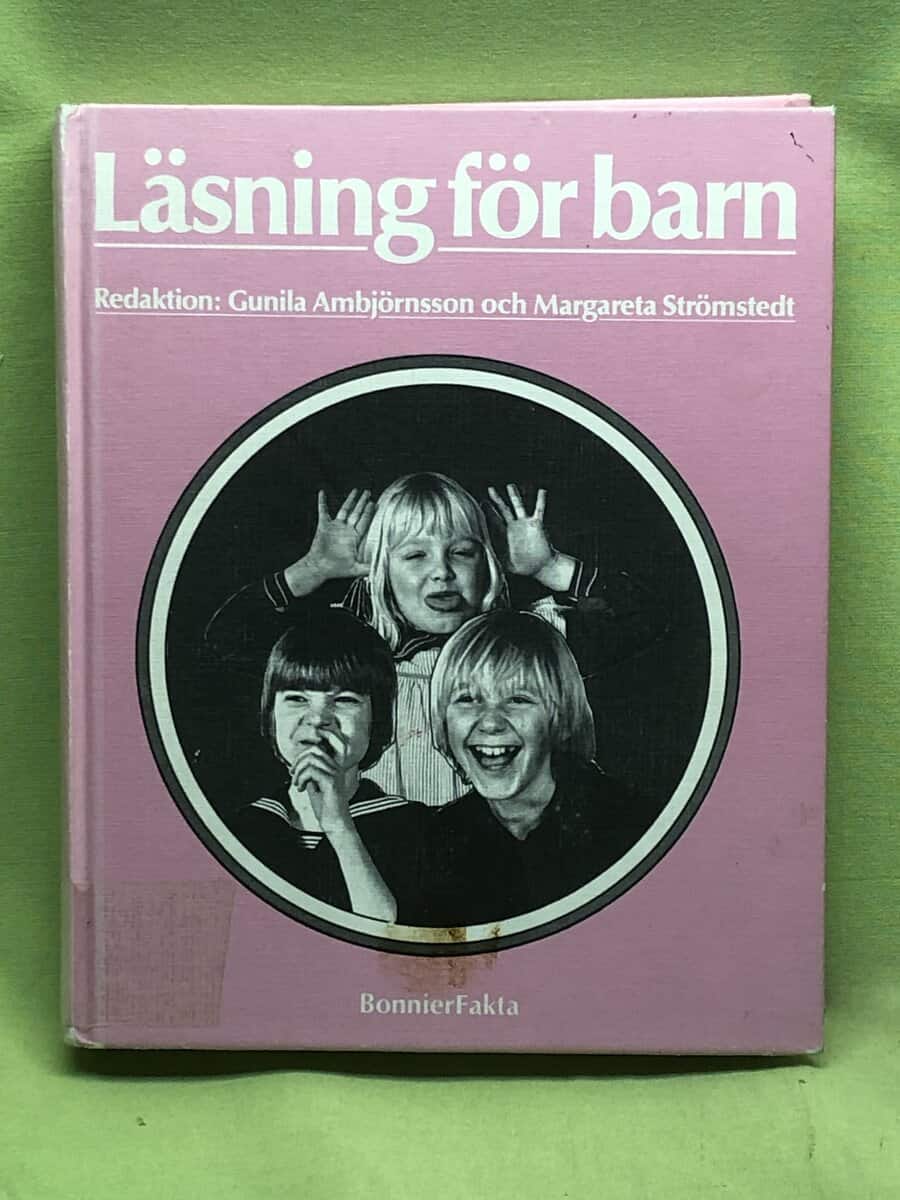 Läsning för barn
Redaktion: Gunila Ambjörnsson och Margareta Strömstedt
BonnierFakta